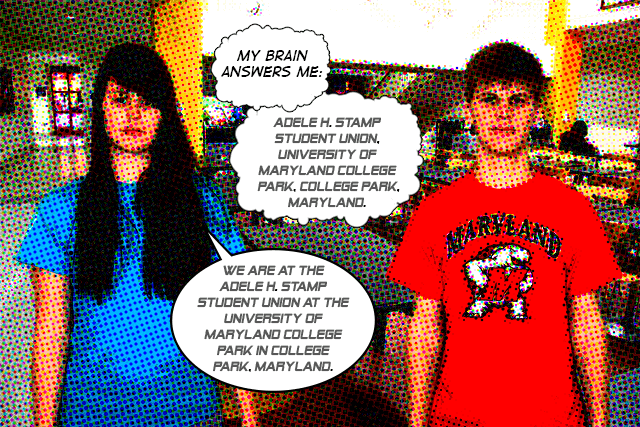 MY BRAIN
ANSWERS ME:
ADELE H. STAMP
STUDENT UNION,
UNIVERSITY OF
MARYLAND COLLEGE
PARK, COLLEGE PARK,
MARYLAND.
MARYLAND
M
WE ARE AT THE
ADELE H. STAMP
STUDENT UNION AT THE
UNIVERSITY OF
MARYLAND COLLEGE
PARK IN COLLEGE
PARK, MARYLAND.